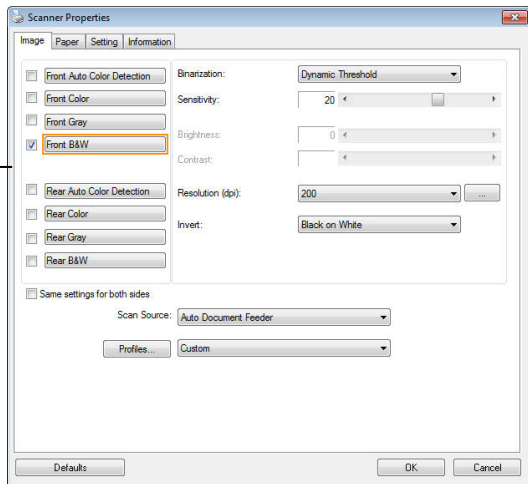 Scanner Properties
Image Paper Setting Information
Front Auto Color Detection
Front Color
Front Gray
Front B&W
Rear Auto Color Detection
Rear Color
Rear Gray
Rear B&W
Binarization: Dynamic Threshold
Sensitivity: 20
Brightness: 0
Contrast:
Resolution (dpi): 200 ...
Invert: Black on White
Same settings for both sides
Scan Source: Auto Document Feeder
Profiles... Custom
Defaults OK Cancel